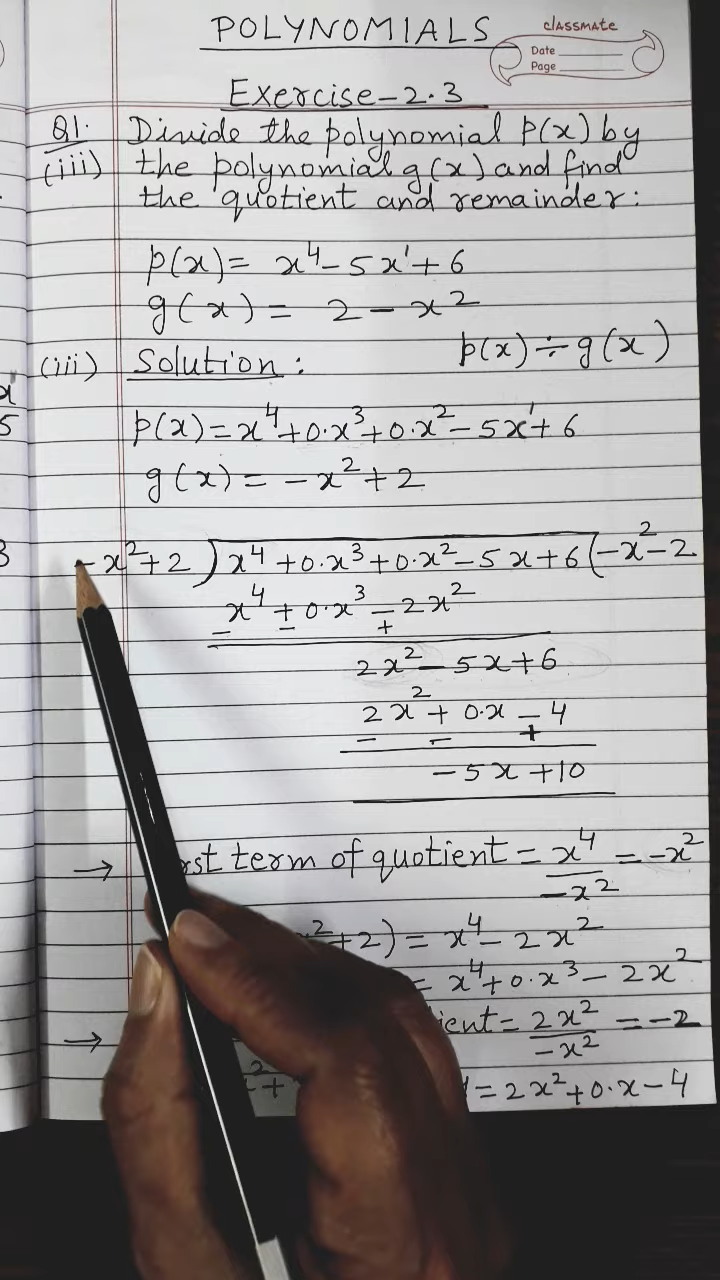 POLYNOMIALS
classmate
Date
Page
Exercise-2.3
Q1. Divide the polynomial p(x) by
(iii) the polynomial g(x) and find
the quotient and remainder:
p(x) = x⁴ - 5x¹ + 6
g(x) = 2 - x²
(iii) Solution: p(x) ÷ g(x)
p(x) = x⁴ + 0·x³ + 0·x² - 5x¹ + 6
g(x) = -x² + 2
-x² + 2 ) x⁴ + 0·x³ + 0·x² - 5x + 6 ( -x² - 2
x⁴ + 0·x³ - 2x²
- - +
2x² - 5x + 6
2x² + 0·x - 4
- - +
-5x + 10
→ rst term of quotient = x⁴/-x² = -x²
x² + 2) = x⁴ - 2x²
= x⁴ + 0·x³ - 2x²
→ ient = 2x²/-x² = -2
= 2x² + 0·x - 4